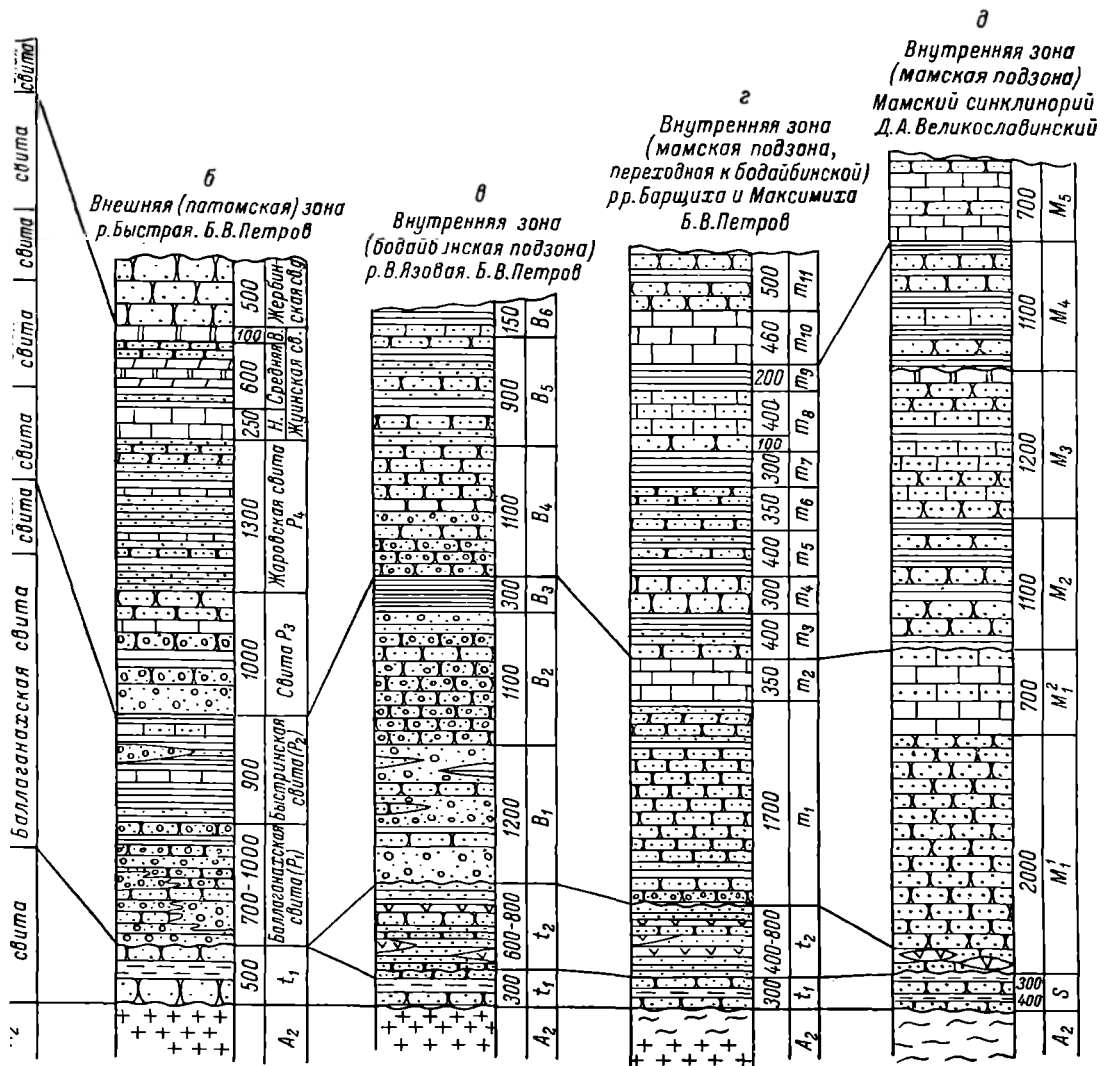 свита
свита
свита
свита
свита
свита
Баллаганахская свита
свита
б
Внешняя (патамская) зона
р.Быстрая. Б.В.Петров
500
Жербинская св.
100
В.
600
Средняя
250
Н.
Жуинская св.
1300
Жаровская свита
P₄
1000
Свита P₃
900
Быстринская
свита (P₂)
700-1000
Баллаганахская
свита (P₁)
500
t₁
A₂
в
Внутренняя зона
(бодайбинская подзона)
р.В.Язовая. Б.В.Петров
150
B₆
900
B₅
1100
B₄
300
B₃
1100
B₂
1200
B₁
600-800
t₂
300
t₁
A₂
г
Внутренняя зона
(мамская подзона,
переходная к бодайбинской)
рр.Барщиха и Максимиха
Б.В.Петров
500
m₁₁
460
m₁₀
200
m₉
400
m₈
100
300
m₇
350
m₆
400
m₅
300
m₄
400
m₃
350
m₂
1700
m₁
400-800
t₂
300
t₁
A₂
д
Внутренняя зона
(мамская подзона)
Мамский синклинорий
Д.А.Великославинский
700
M₅
1100
M₄
1200
M₃
1100
M₂
700
M₁²
2000
M₁¹
300
400
S
A₂